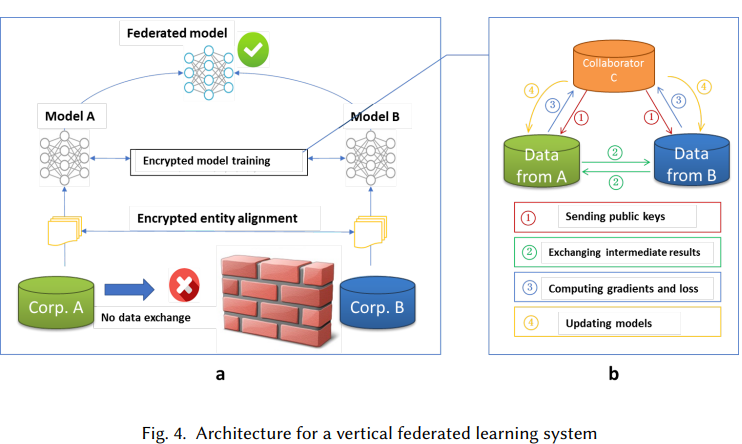 Federated model
Model A
Model B
Encrypted model training
Encrypted entity alignment
Corp. A
No data exchange
Corp. B
a
Collaborator
C
④
③
①
①
③
④
Data
from A
②
②
Data
from B
① Sending public keys
② Exchanging intermediate results
③ Computing gradients and loss
④ Updating models
b
Fig. 4. Architecture for a vertical federated learning system